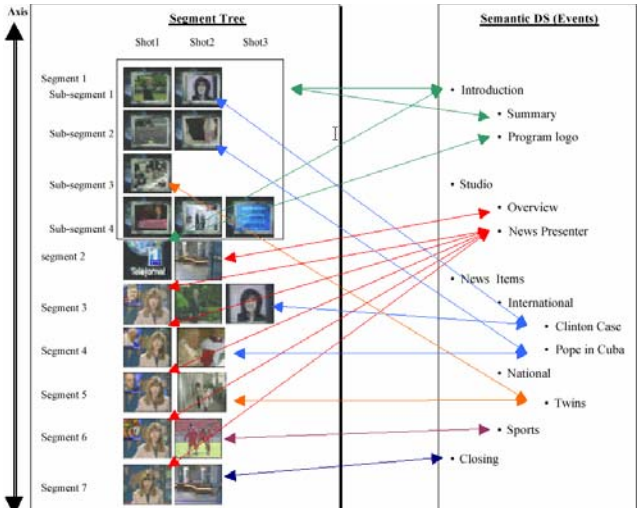 Axis
Segment Tree
Semantic DS (Events)
Shot1 Shot2 Shot3
Segment 1
Sub-segment 1
Sub-segment 2
Sub-segment 3
Sub-segment 4
segment 2
Telejornal
Segment 3
Segment 4
Segment 5
Segment 6
Segment 7
• Introduction
• Summary
• Program logo
• Studio
• Overview
• News Presenter
• News Items
• International
• Clinton Case
• Pope in Cuba
• National
• Twins
• Sports
• Closing